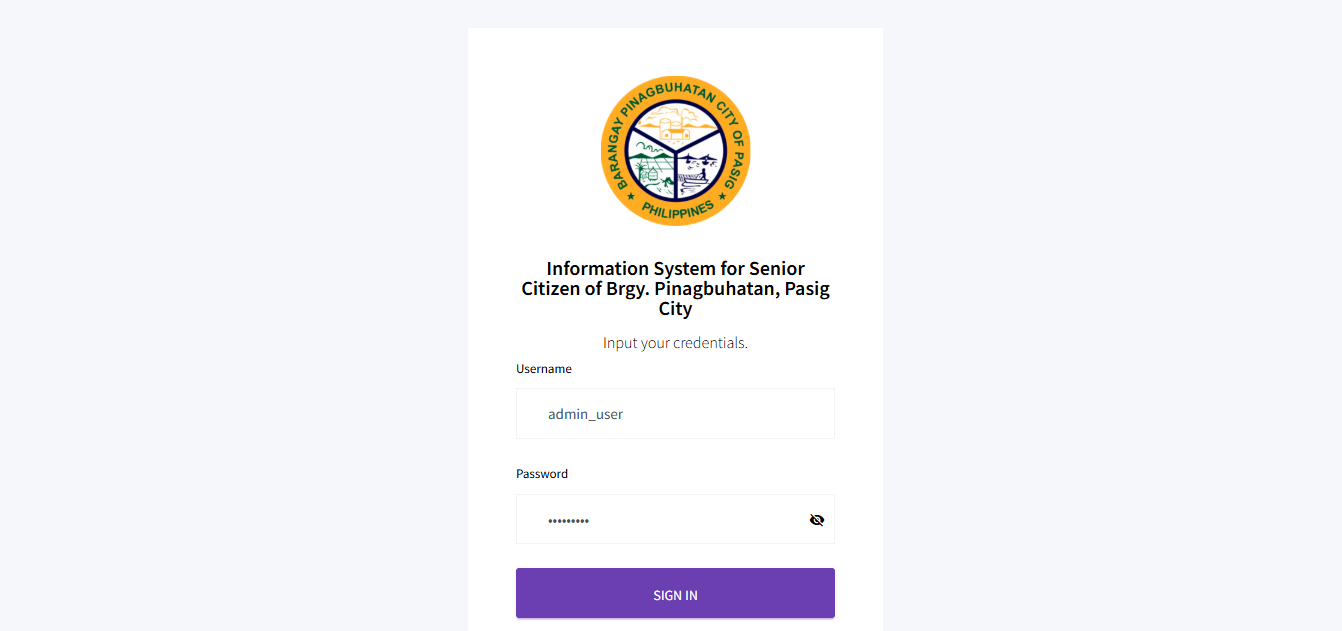 BARANGAY PINAGBUHATAN CITY OF PASIG
PHILIPPINES
Information System for Senior
Citizen of Brgy. Pinagbuhatan, Pasig
City
Input your credentials.
Username
admin_user
Password
•••••••••
SIGN IN